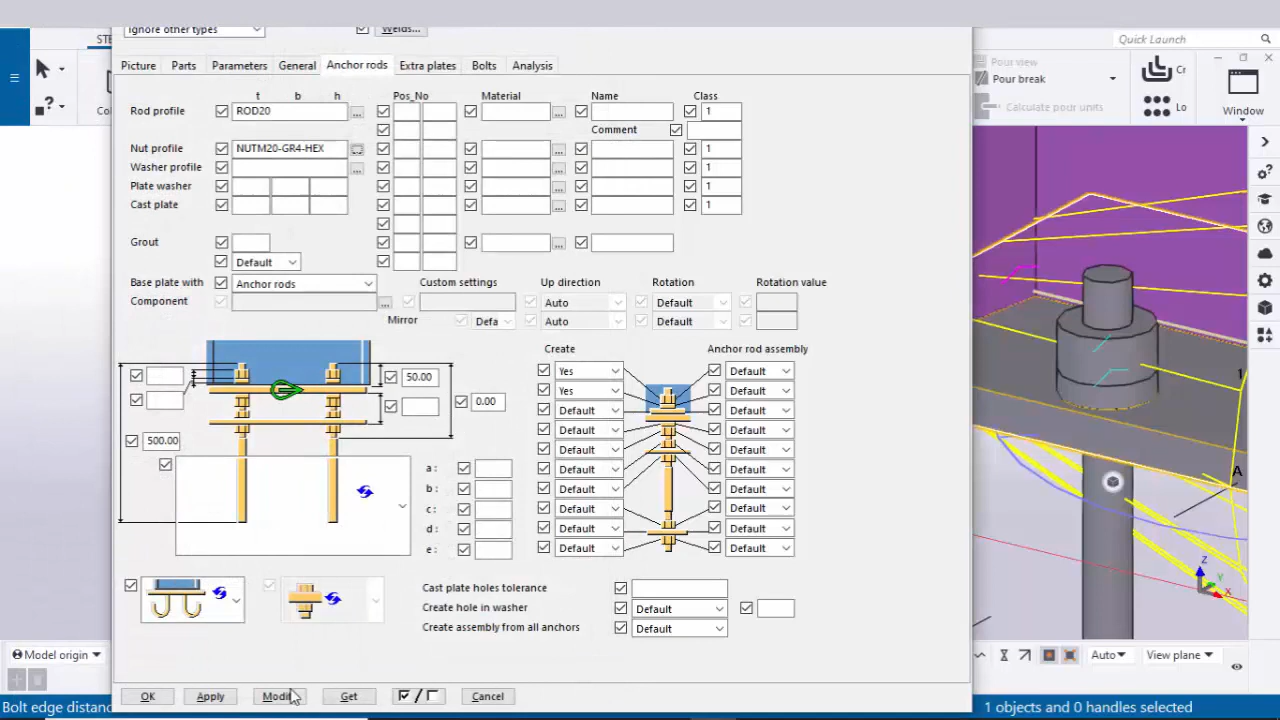 Ignore other types Welds...
Quick Launch
STE
Picture Parts Parameters General Anchor rods Extra plates Bolts Analysis
Pour view
Pour break
Calculate pour units
Window
t b h Pos_No Material Name Class
Rod profile ROD20 ... ... 1
Comment
Nut profile NUTM20-GR4-HEX ... ... 1
Washer profile ... ... 1
Plate washer ... 1
Cast plate ... 1
Grout ...
Default
Base plate with Anchor rods Custom settings Up direction Rotation Rotation value
Component ... Auto Default
Mirror Defa Auto Default
Create Anchor rod assembly
50.00 Yes Default
Yes Default
0.00 Default Default
Default Default
500.00 Default Default
a : Default Default
b : Default Default
c : Default Default
d : Default Default
e : Default Default
1
A
Z
Y
X
Cast plate holes tolerance
Create hole in washer Default
Create assembly from all anchors Default
Model origin Auto View plane
OK Apply Get / Cancel
Bolt edge distanc 1 objects and 0 handles selected